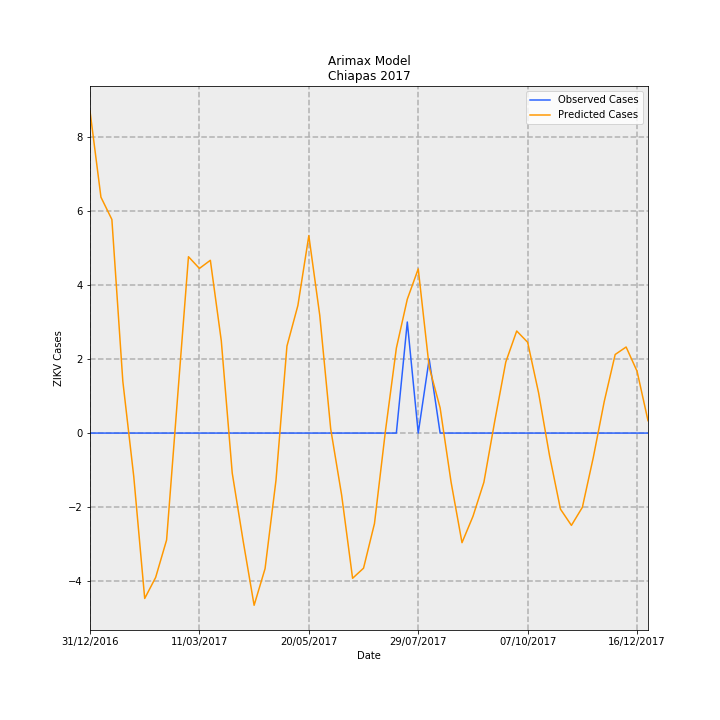 Arimax Model
Chiapas 2017
Observed Cases
Predicted Cases
ZIKV Cases
8
6
4
2
0
−2
−4
31/12/2016
11/03/2017
20/05/2017
29/07/2017
07/10/2017
16/12/2017
Date